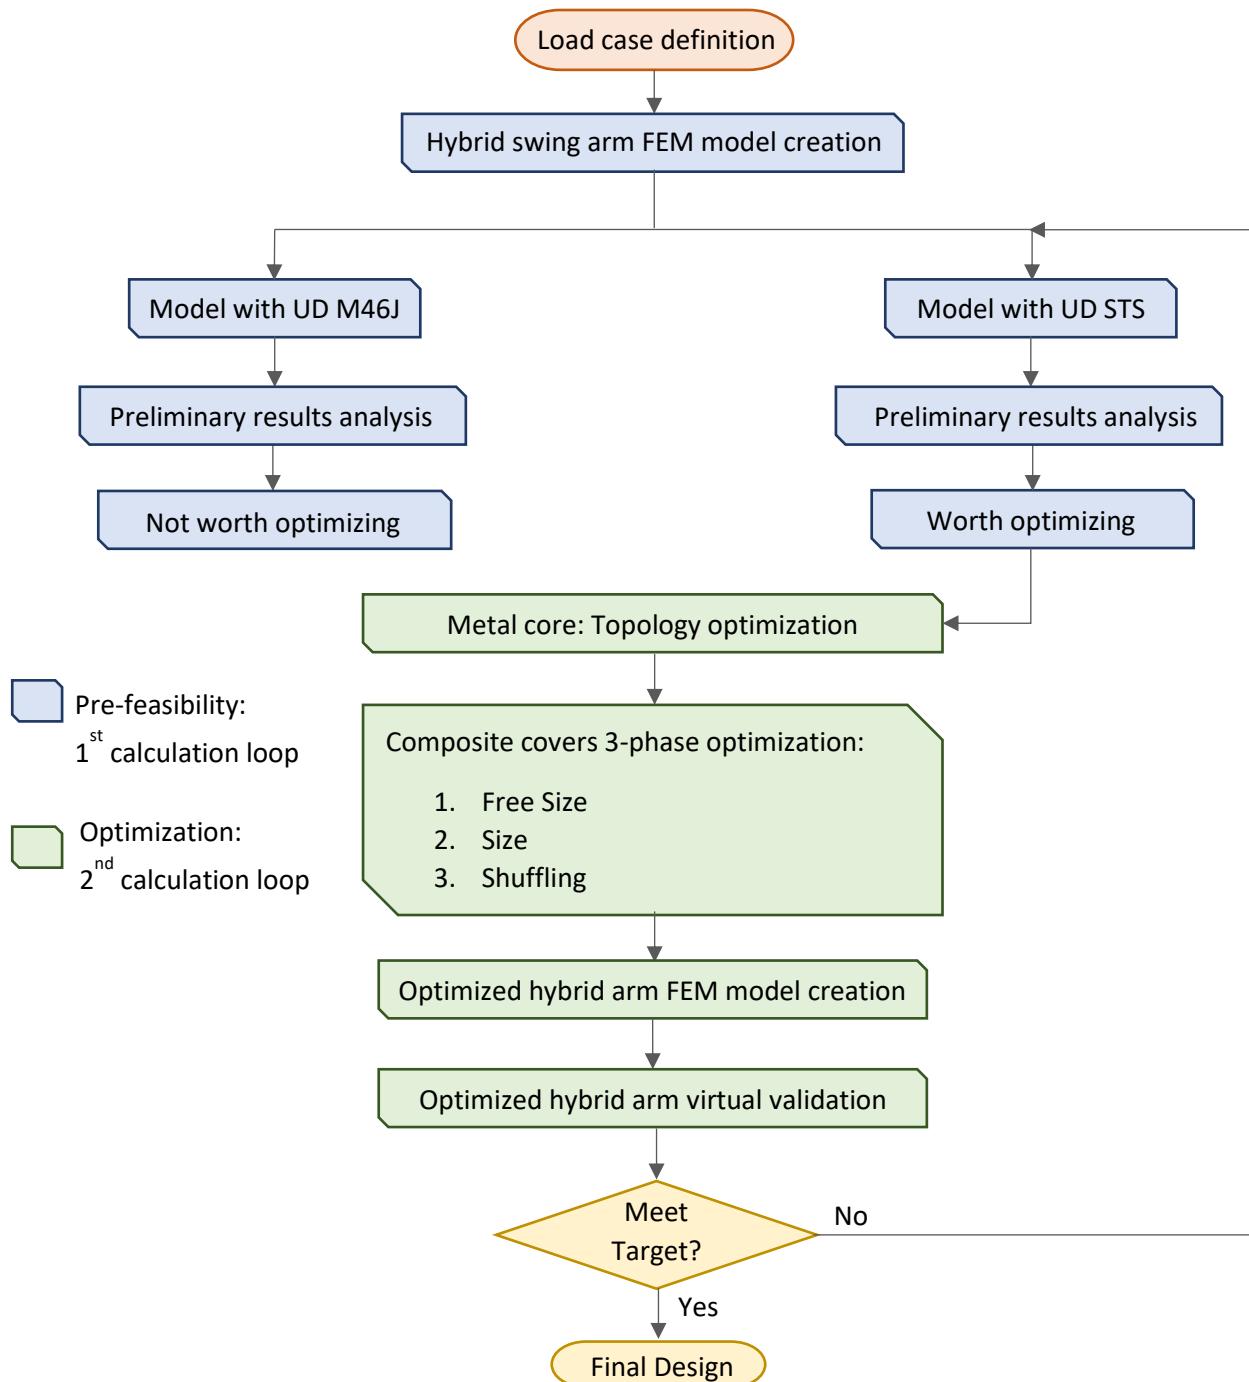 Load case definition
Hybrid swing arm FEM model creation
Model with UD M46J
Model with UD STS
Preliminary results analysis
Preliminary results analysis
Not worth optimizing
Worth optimizing
Metal core: Topology optimization
Pre-feasibility:
1st calculation loop
Optimization:
2nd calculation loop
Composite covers 3-phase optimization:
1. Free Size
2. Size
3. Shuffling
Optimized hybrid arm FEM model creation
Optimized hybrid arm virtual validation
Meet
Target?
No
Yes
Final Design